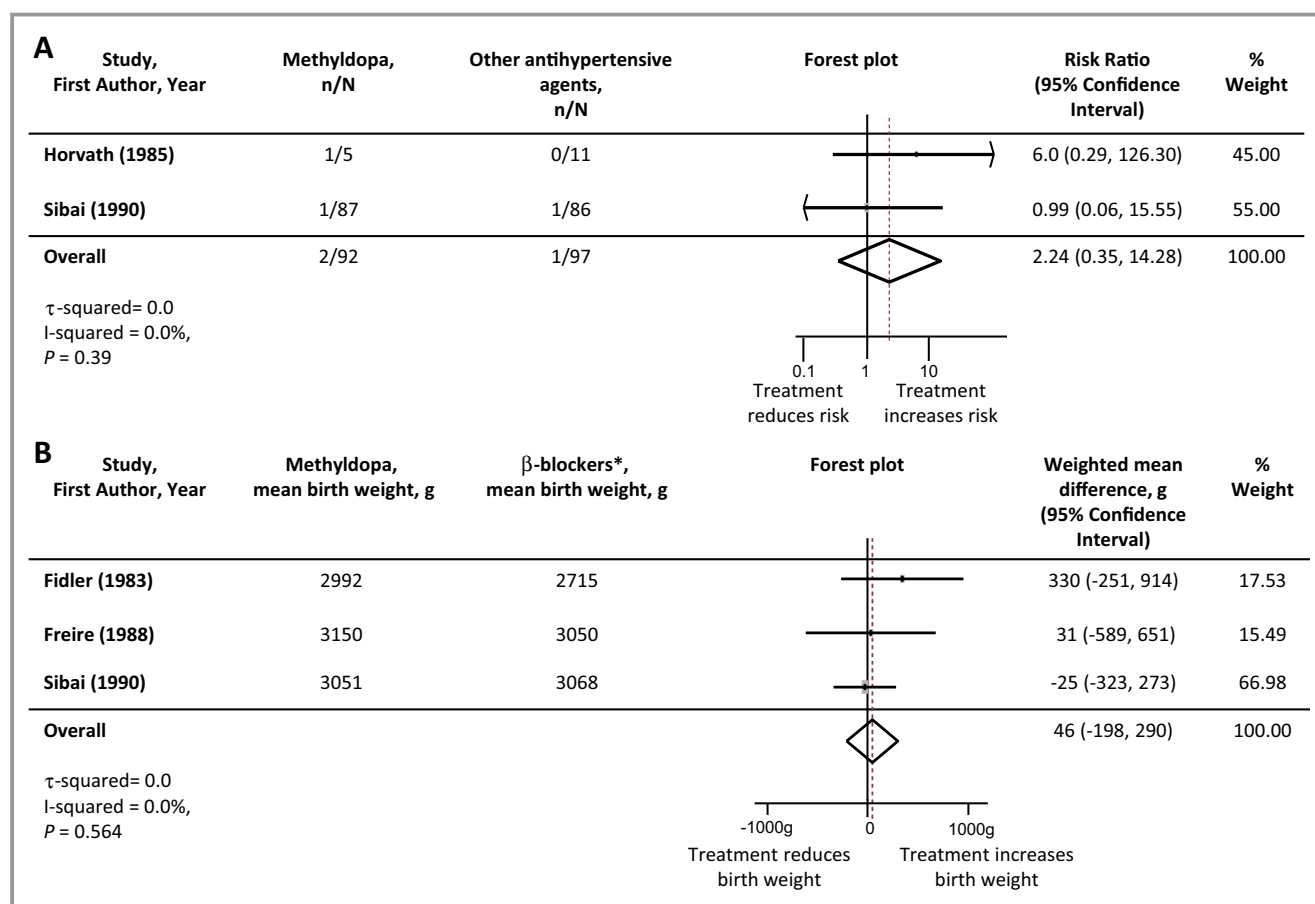 A
Study,
First Author, Year
Methyldopa,
n/N
Other antihypertensive
agents,
n/N
Forest plot
Risk Ratio
(95% Confidence
Interval)
%
Weight
Horvath (1985) 1/5 0/11 6.0 (0.29, 126.30) 45.00
Sibai (1990) 1/87 1/86 0.99 (0.06, 15.55) 55.00
Overall 2/92 1/97 2.24 (0.35, 14.28) 100.00
τ-squared= 0.0
I-squared = 0.0%,
P = 0.39
0.1 1 10
Treatment
reduces risk
Treatment
increases risk
B
Study,
First Author, Year
Methyldopa,
mean birth weight, g
β-blockers*,
mean birth weight, g
Forest plot
Weighted mean
difference, g
(95% Confidence
Interval)
%
Weight
Fidler (1983) 2992 2715 330 (-251, 914) 17.53
Freire (1988) 3150 3050 31 (-589, 651) 15.49
Sibai (1990) 3051 3068 -25 (-323, 273) 66.98
Overall 46 (-198, 290) 100.00
τ-squared= 0.0
I-squared = 0.0%,
P = 0.564
-1000g 0 1000g
Treatment reduces
birth weight
Treatment increases
birth weight